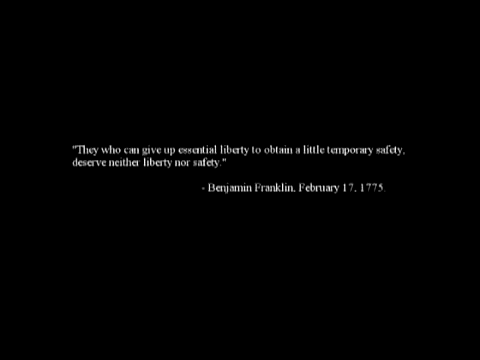 "They who can give up essential liberty to obtain a little temporary safety,
deserve neither liberty nor safety."
- Benjamin Franklin, February 17, 1775.